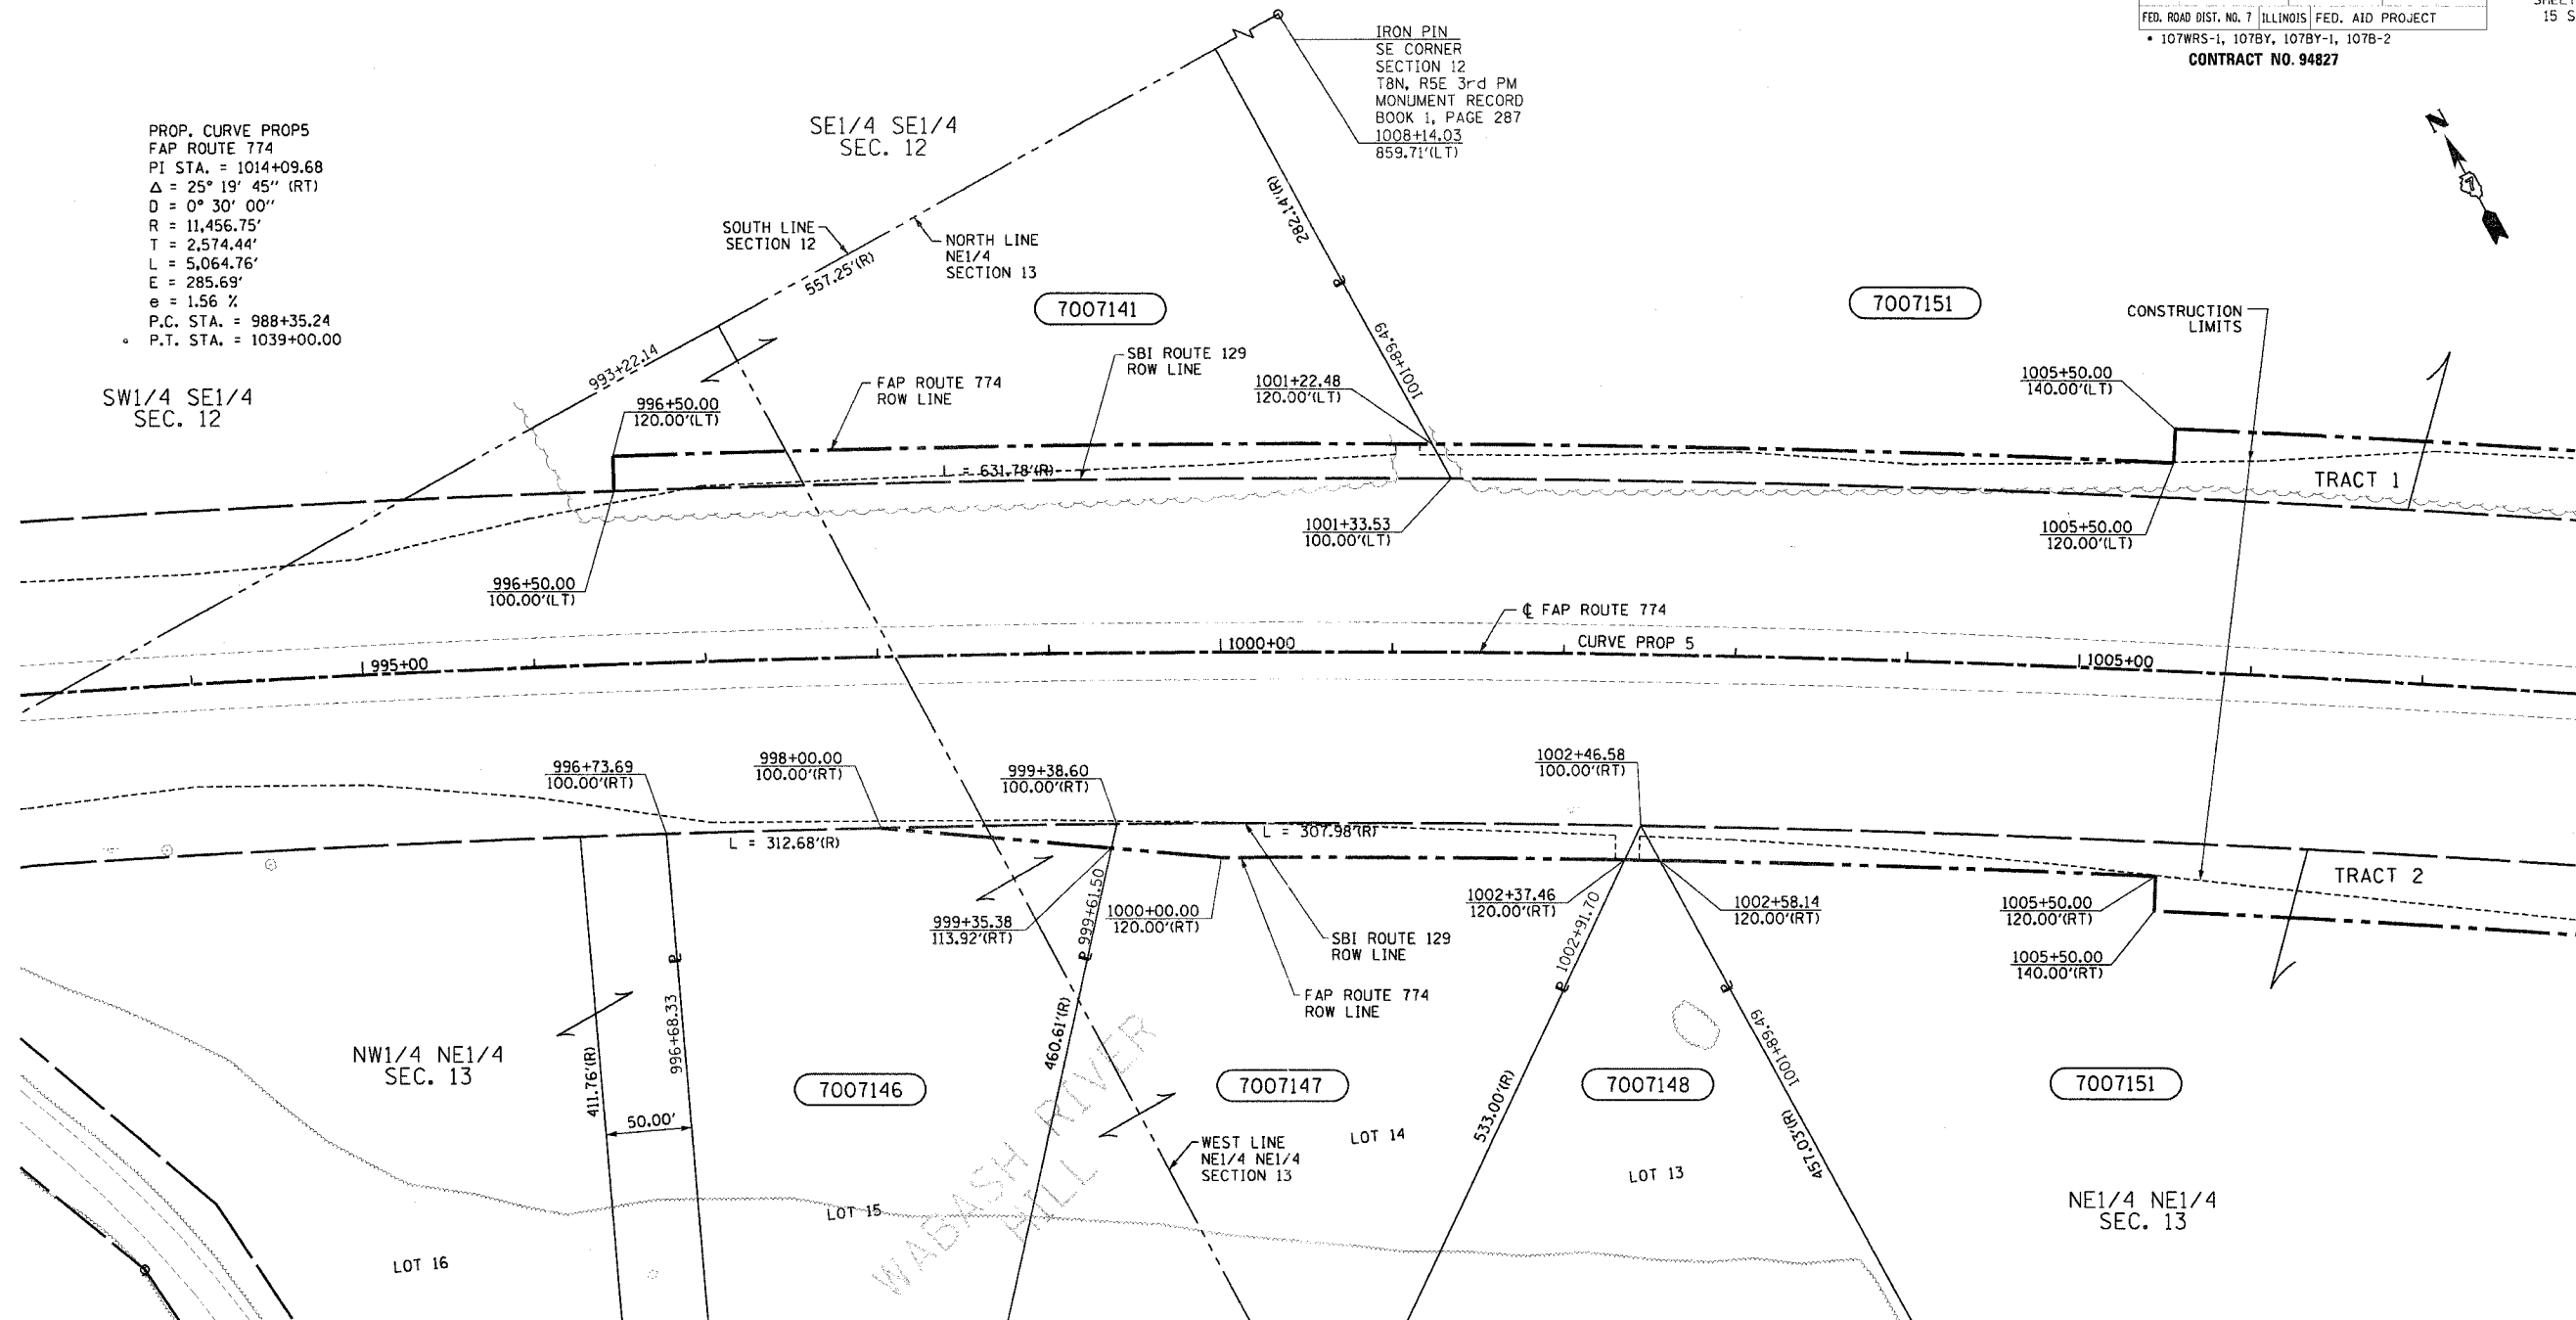 FED. ROAD DIST. NO. 7 ILLINOIS FED. AID PROJECT
15 S
• 107WRS-1, 107BY, 107BY-1, 107B-2
CONTRACT NO. 94827
IRON PIN
SE CORNER
SECTION 12
T8N, R5E 3rd PM
MONUMENT RECORD
BOOK 1, PAGE 287
1008+14.03
859.71'(LT)
N
7
PROP. CURVE PROP5
FAP ROUTE 774
PI STA. = 1014+09.68
Δ = 25° 19' 45" (RT)
D = 0° 30' 00"
R = 11,456.75'
T = 2,574.44'
L = 5,064.76'
E = 285.69'
e = 1.56 %
P.C. STA. = 988+35.24
P.T. STA. = 1039+00.00
SE1/4 SE1/4
SEC. 12
SW1/4 SE1/4
SEC. 12
SOUTH LINE
SECTION 12
NORTH LINE
NE1/4
SECTION 13
557.25'(R)
282.14'(R)
993+22.14
7007141
7007151
CONSTRUCTION
LIMITS
SBI ROUTE 129
ROW LINE
FAP ROUTE 774
ROW LINE
996+50.00
120.00'(LT)
1001+22.48
120.00'(LT)
P 1001+89.49
1005+50.00
140.00'(LT)
L = 631.78'(R)
TRACT 1
1001+33.53
100.00'(LT)
1005+50.00
120.00'(LT)
996+50.00
100.00'(LT)
℄ FAP ROUTE 774
995+00
1000+00
CURVE PROP 5
1005+00
996+73.69
100.00'(RT)
998+00.00
100.00'(RT)
999+38.60
100.00'(RT)
1002+46.58
100.00'(RT)
L = 312.68'(R)
L = 307.98'(R)
TRACT 2
999+35.38
113.92'(RT)
P 999+61.50
1000+00.00
120.00'(RT)
1002+37.46
120.00'(RT)
P 1002+91.70
1002+58.14
120.00'(RT)
1005+50.00
120.00'(RT)
1005+50.00
140.00'(RT)
SBI ROUTE 129
ROW LINE
FAP ROUTE 774
ROW LINE
P 996+68.33
411.76'(R)
50.00'
460.61'(R)
533.00'(R)
P 1001+89.49
457.03'(R)
NW1/4 NE1/4
SEC. 13
7007146
7007147
7007148
7007151
WABASH RIVER
HILL
WEST LINE
NE1/4 NE1/4
SECTION 13
LOT 14
LOT 13
LOT 15
LOT 16
NE1/4 NE1/4
SEC. 13